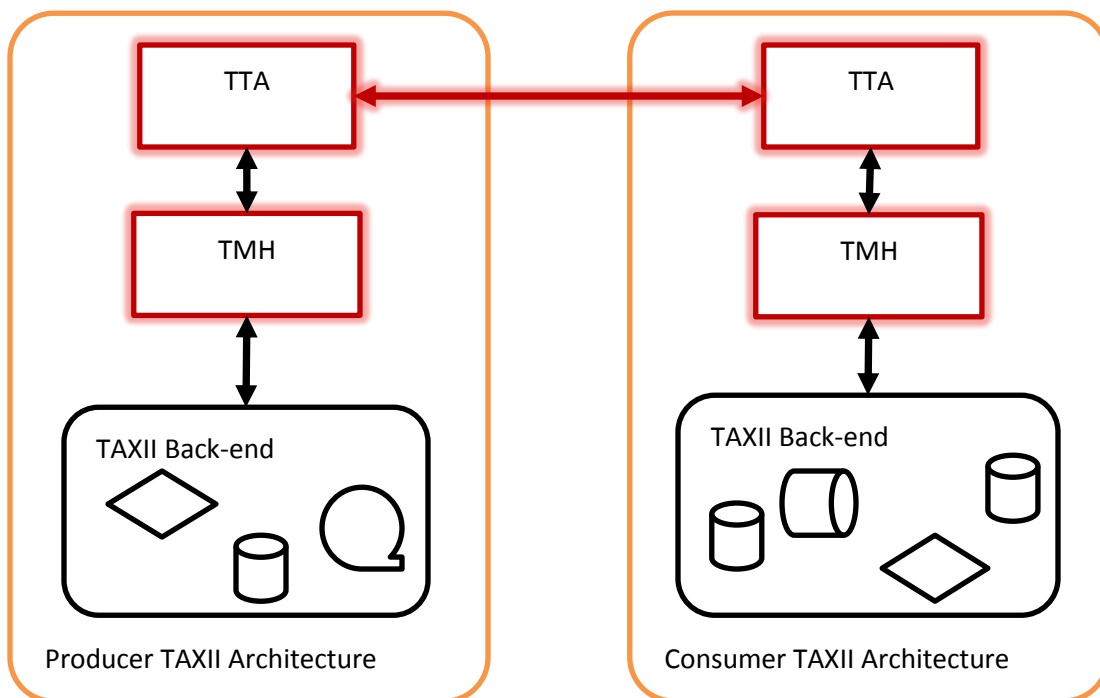 TTA
TMH
TAXII Back-end
Producer TAXII Architecture
TTA
TMH
TAXII Back-end
Consumer TAXII Architecture